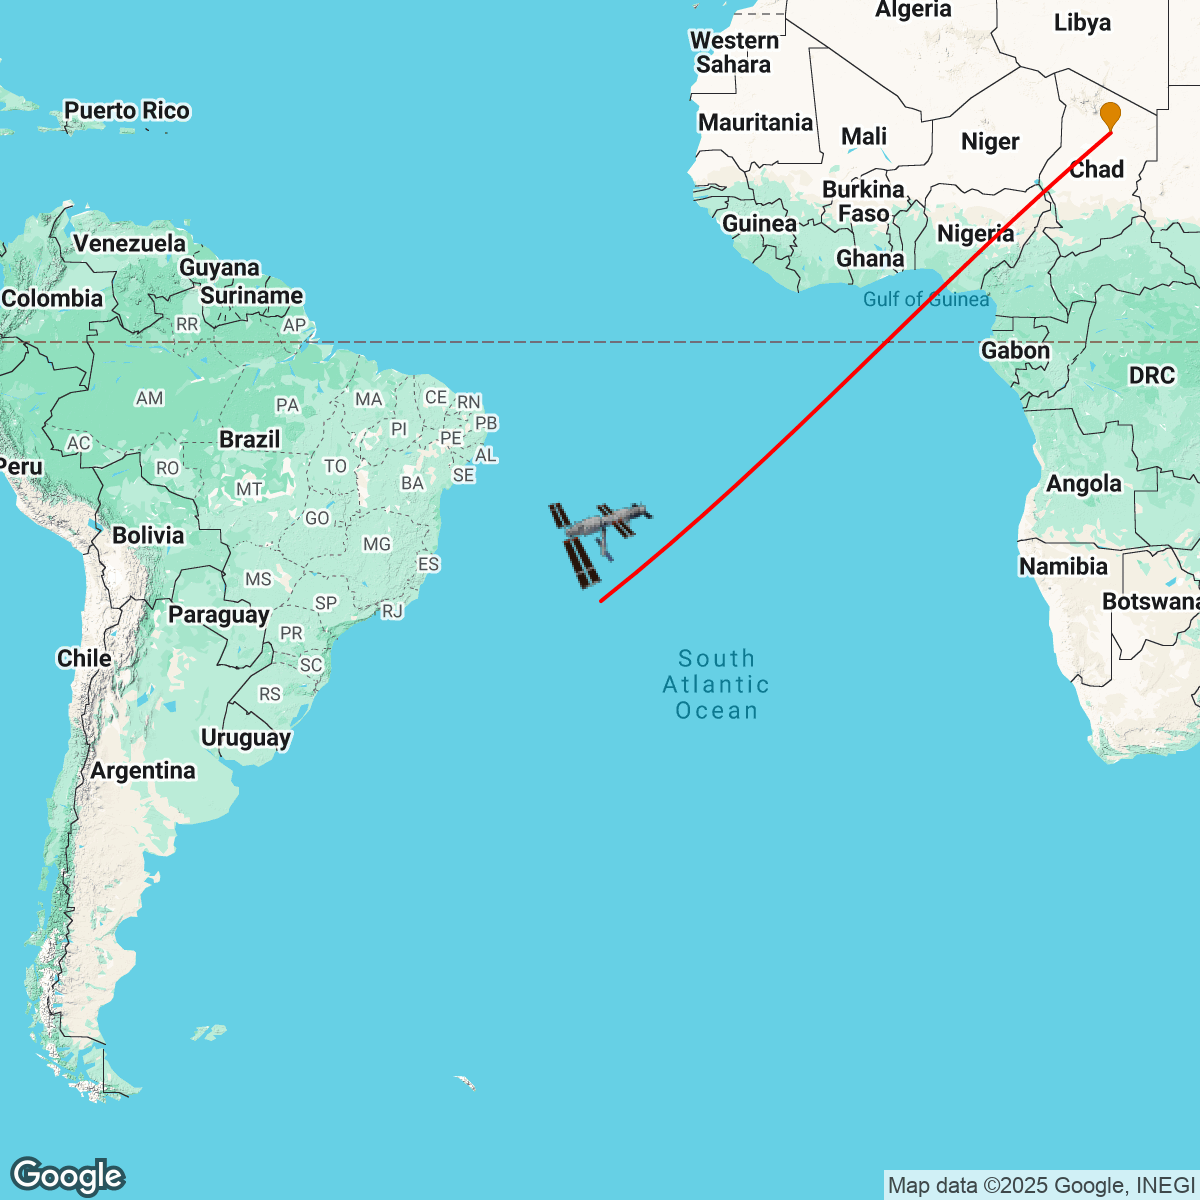 Algeria
Libya
Western
Sahara
Puerto Rico
Mauritania
Mali
Niger
Chad
Burkina
Faso
Guinea
Nigeria
Ghana
Venezuela
Guyana
Suriname
Colombia
Gulf of Guinea
RR
AP
Gabon
DRC
AM
PA
MA
CE
RN
PI
PB
PE
AC
Brazil
AL
Peru
RO
TO
SE
MT
BA
Angola
GO
Bolivia
MG
ES
Namibia
MS
SP
RJ
Botswana
Paraguay
PR
SC
Chile
South
Atlantic
Ocean
RS
Uruguay
Argentina
Google
Map data ©2025 Google, INEGI